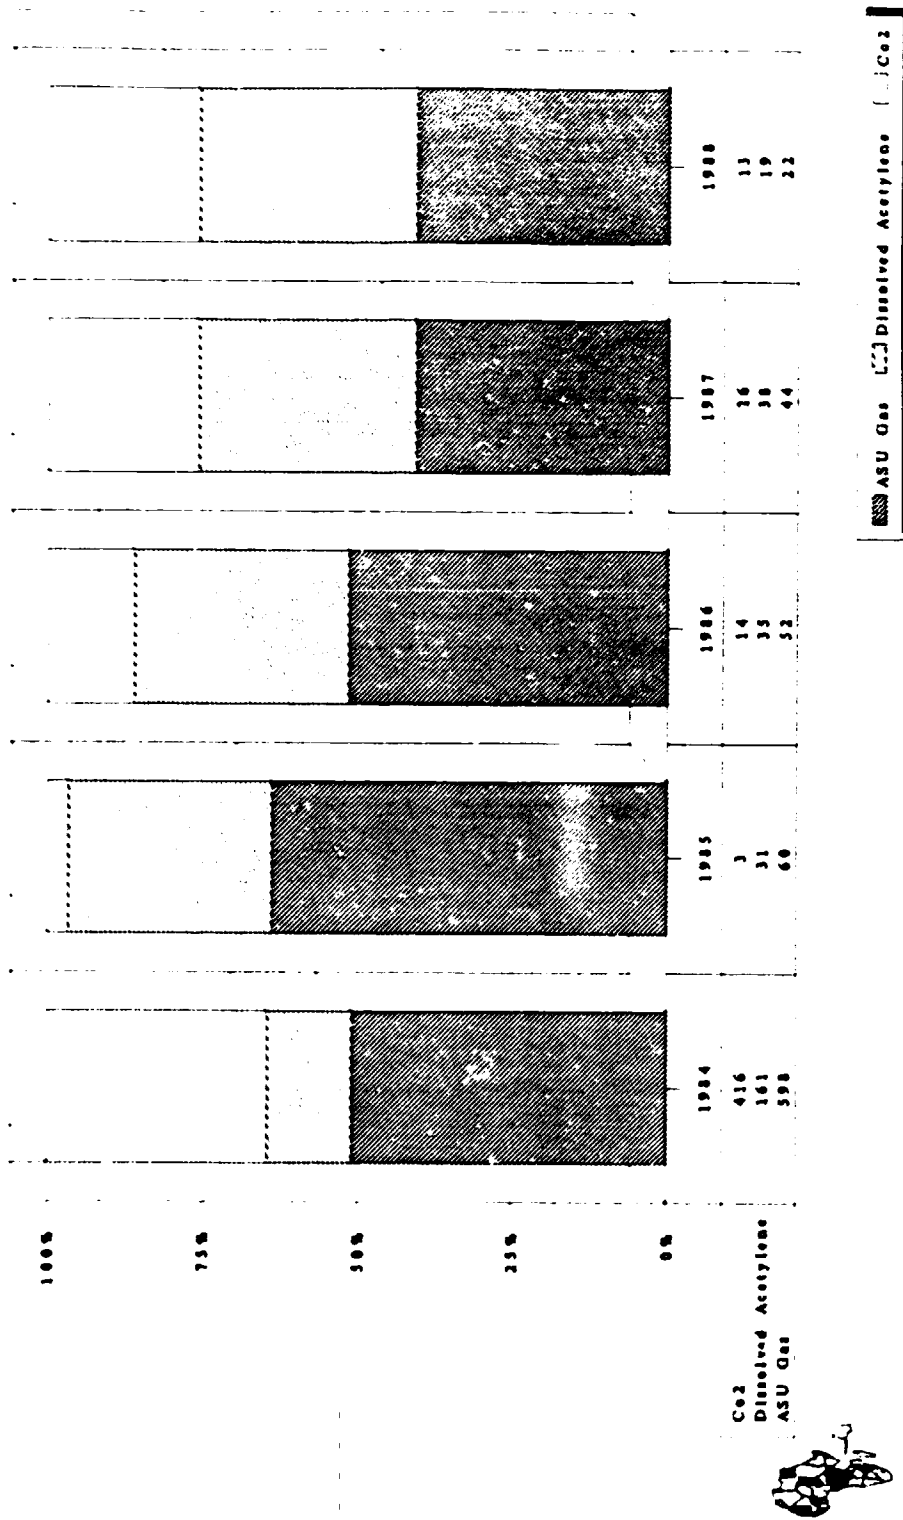 100%
75%
50%
25%
0%
1984 1985 1986 1987 1988
Co2 416 3 14 26 13
Dissolved Acetylene 161 31 35 38 19
ASU Gas 598 60 52 44 22
ASU Gas Dissolved Acetylene Co2